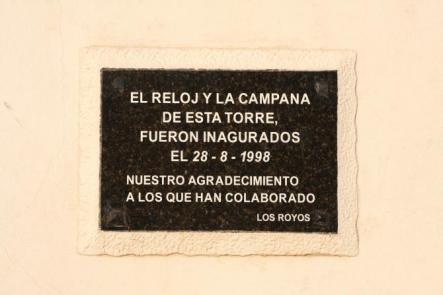 EL RELOJ Y LA CAMPANA
DE ESTA TORRE,
FUERON INAGURADOS
EL 28 - 8 - 1998
NUESTRO AGRADECIMIENTO
A LOS QUE HAN COLABORADO
LOS ROYOS